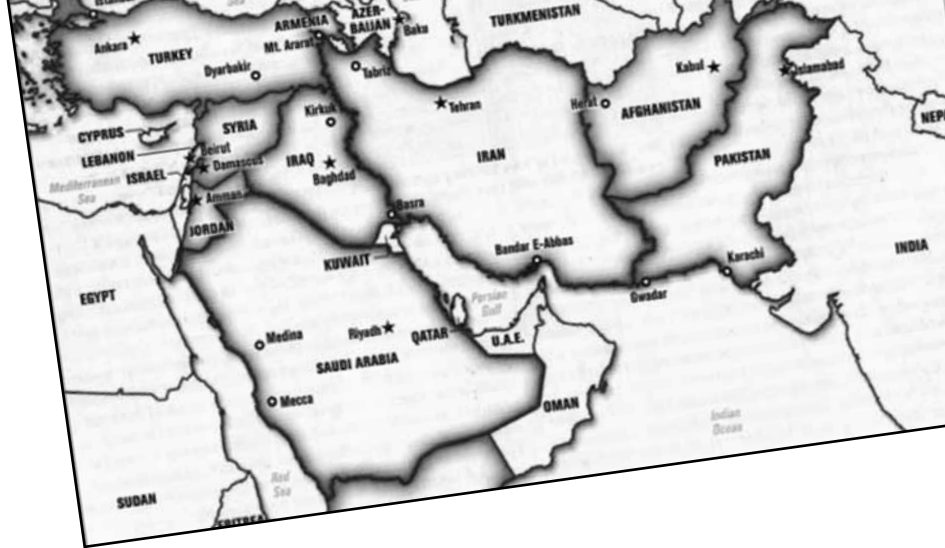 ARMENIA
AZER-
BAIJAN
Baku
TURKMENISTAN
Ankara
TURKEY
Mt. Ararat
Dyarbakir
Tabriz
Tehran
Kabul
Islamabad
Herat
AFGHANISTAN
NEP
Kirkuk
CYPRUS
SYRIA
LEBANON
Beirut
Damascus
IRAQ
Baghdad
IRAN
PAKISTAN
ISRAEL
Mediterranean
Sea
Amman
JORDAN
Basra
KUWAIT
Bandar E-Abbas
Karachi
INDIA
Gwadar
EGYPT
Persian
Gulf
Medina
Riyadh
QATAR
U.A.E.
SAUDI ARABIA
Mecca
OMAN
Indian
Ocean
Red
Sea
SUDAN
ERITREA